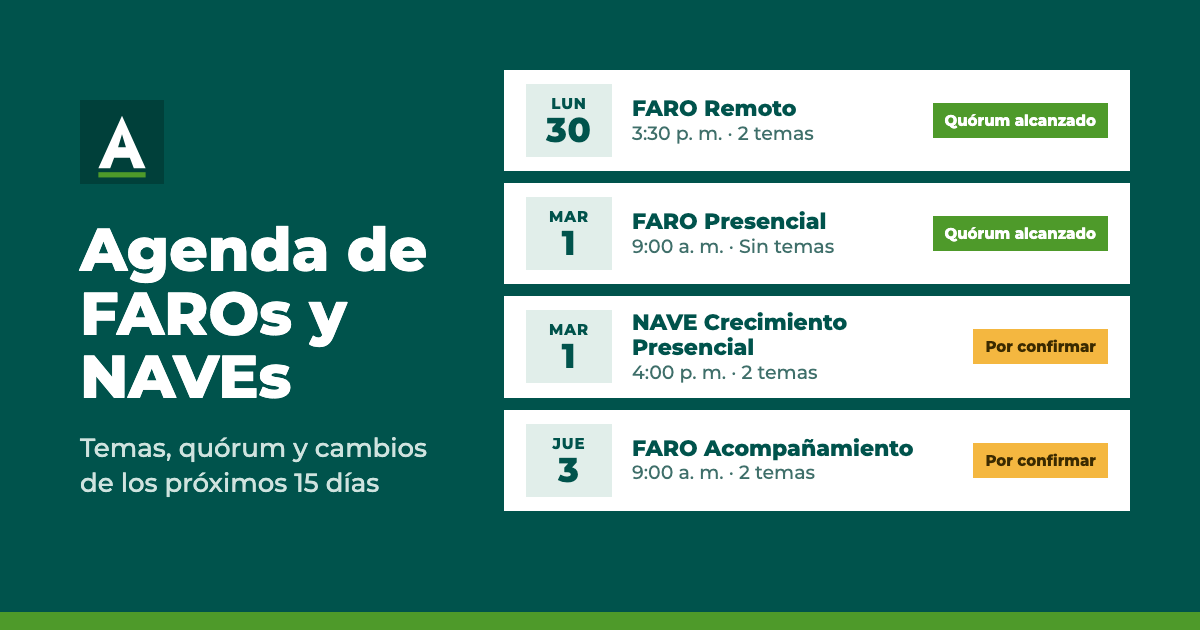 A
Agenda de
FAROs y
NAVEs
Temas, quórum y cambios
de los próximos 15 días
LUN
30
FARO Remoto
3:30 p. m. · 2 temas
Quórum alcanzado
MAR
1
FARO Presencial
9:00 a. m. · Sin temas
Quórum alcanzado
MAR
1
NAVE Crecimiento
Presencial
4:00 p. m. · 2 temas
Por confirmar
JUE
3
FARO Acompañamiento
9:00 a. m. · 2 temas
Por confirmar